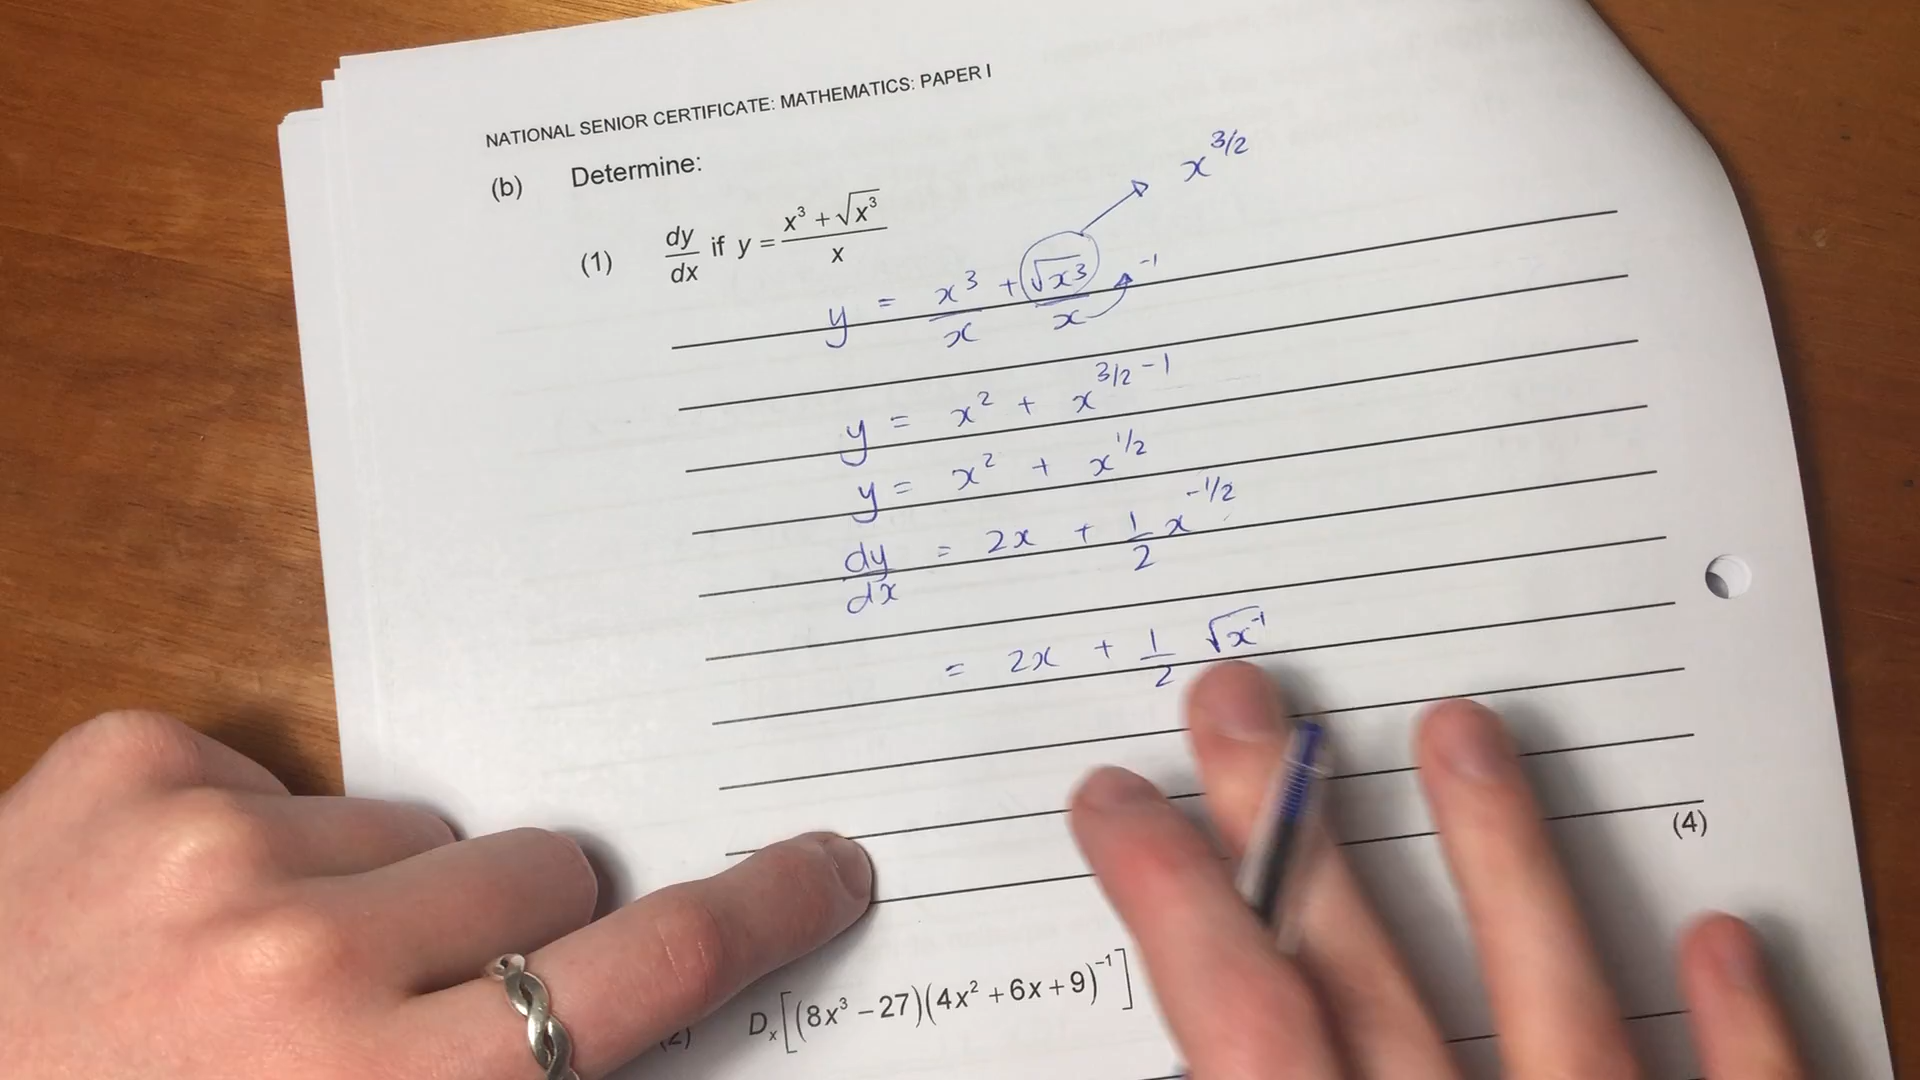 NATIONAL SENIOR CERTIFICATE: MATHEMATICS: PAPER I
(b) Determine:
(1) dy/dx if y = (x³ + √x³)/x
x^(3/2)
y = x³/x + √x³/x ⁻¹
y = x² + x^(3/2 - 1)
y = x² + x^(1/2)
dy/dx = 2x + 1/2 x^(-1/2)
= 2x + 1/2 √x⁻¹
(4)
(2) Dₓ[(8x³ − 27)(4x² + 6x + 9)⁻¹]